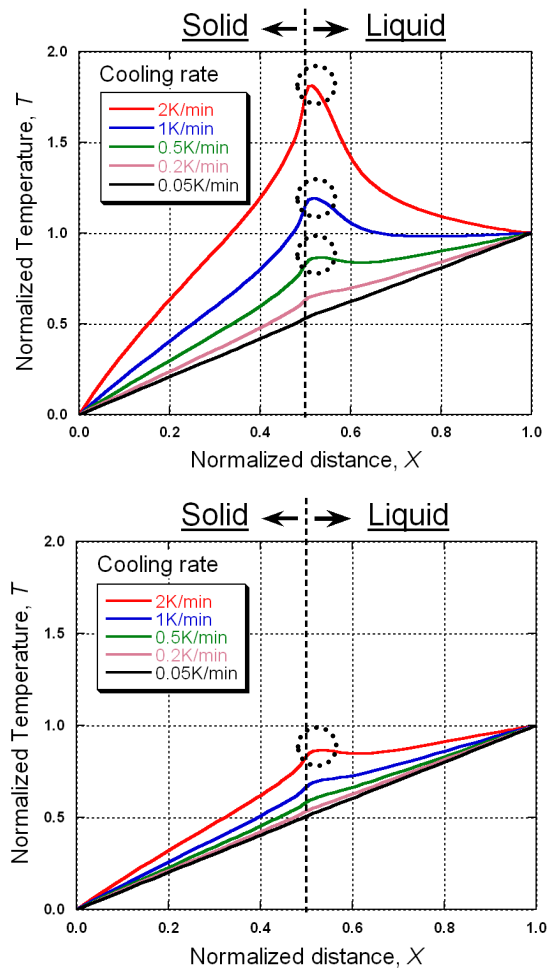 Solid Liquid
2.0
Cooling rate
2K/min
1K/min
0.5K/min
0.2K/min
0.05K/min
1.5
1.0
0.5
0.0
Normalized Temperature, T
0.0 0.2 0.4 0.6 0.8 1.0
Normalized distance, X
Solid Liquid
2.0
Cooling rate
2K/min
1K/min
0.5K/min
0.2K/min
0.05K/min
1.5
1.0
0.5
0.0
Normalized Temperature, T
0.0 0.2 0.4 0.6 0.8 1.0
Normalized distance, X